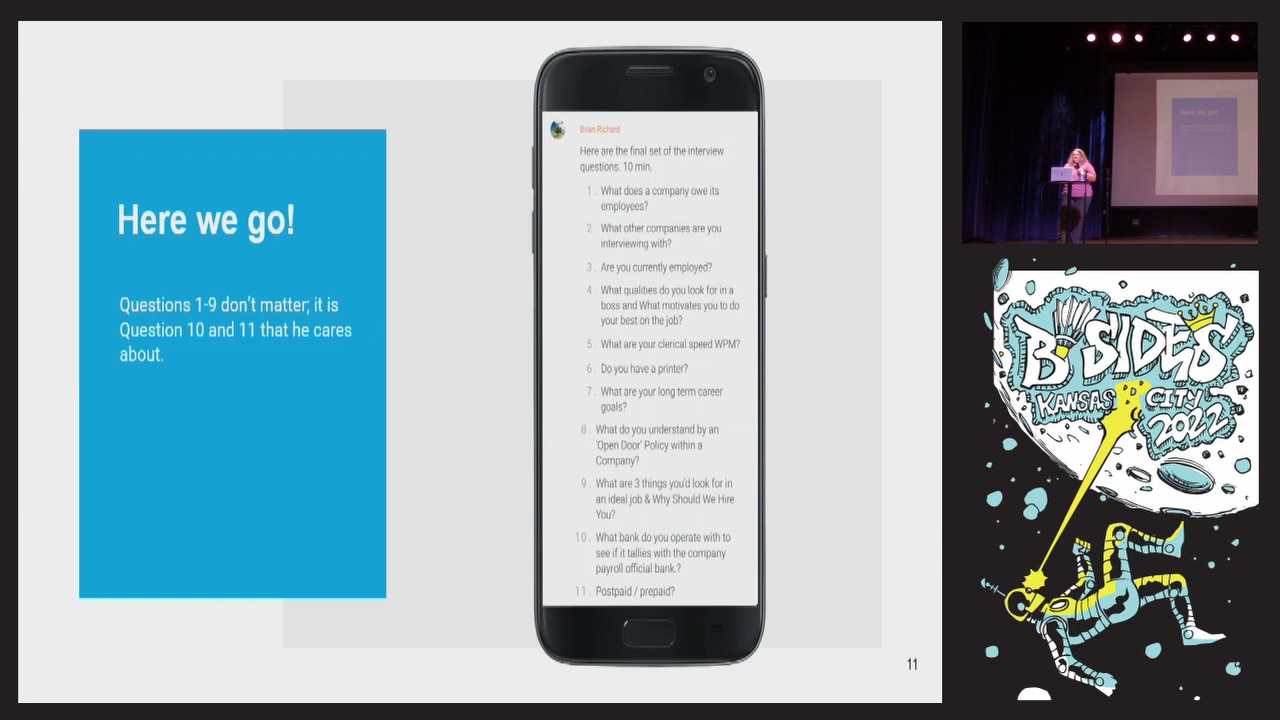 Here we go!
Questions 1-9 don't matter; it is
Question 10 and 11 that he cares
about.
Brian Richard
Here are the final set of the interview
questions. 10 min.
1. What does a company owe its
employees?
2. What other companies are you
interviewing with?
3. Are you currently employed?
4. What qualities do you look for in a
boss and What motivates you to do
your best on the job?
5. What are your clerical speed WPM?
6. Do you have a printer?
7. What are your long term career
goals?
8. What do you understand by an
'Open Door' Policy within a
Company?
9. What are 3 things you'd look for in
an ideal job & Why Should We Hire
You?
10. What bank do you operate with to
see if it tallies with the company
payroll official bank.?
11. Postpaid / prepaid?
11
Here we go!
B SIDES
KANSAS CITY
2022